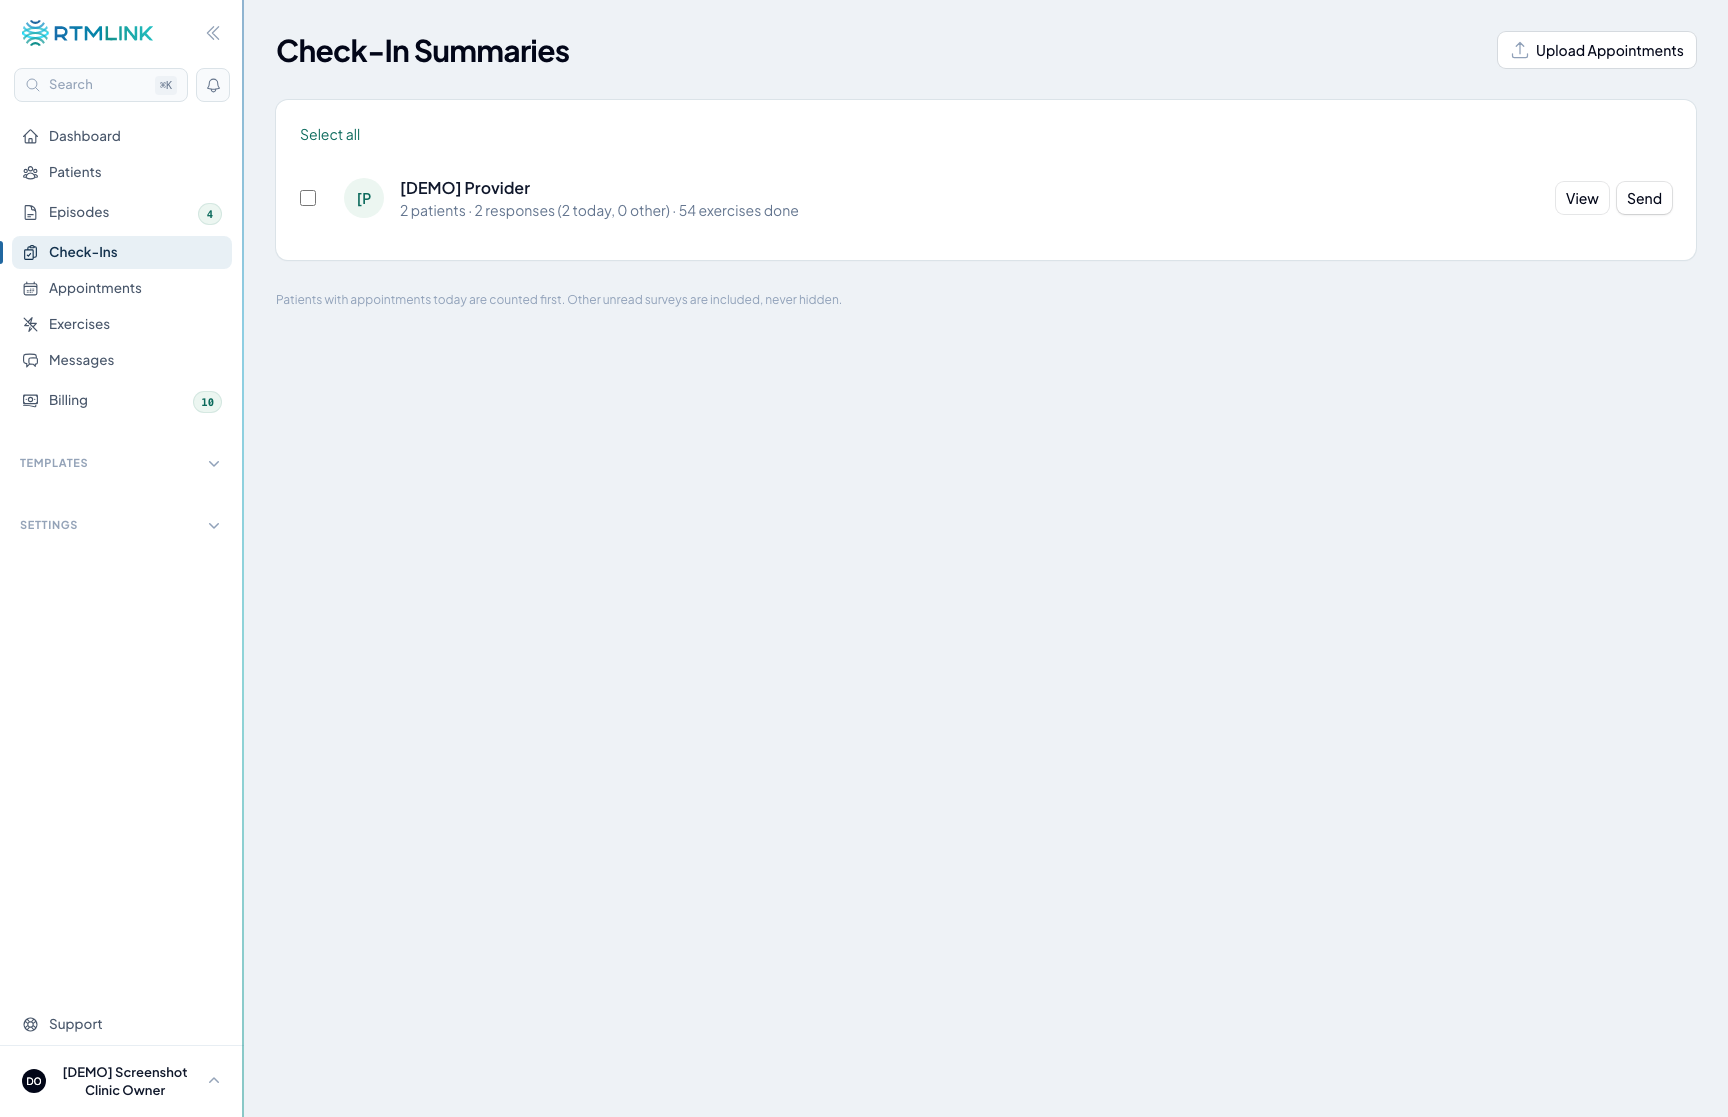 RTMLINK
Search
⌘K
Dashboard
Patients
Episodes
4
Check-Ins
Appointments
Exercises
Messages
Billing
10
TEMPLATES
SETTINGS
Support
DO
[DEMO] Screenshot
Clinic Owner
Check-In Summaries
Upload Appointments
Select all
[P
[DEMO] Provider
2 patients · 2 responses (2 today, 0 other) · 54 exercises done
View
Send
Patients with appointments today are counted first. Other unread surveys are included, never hidden.